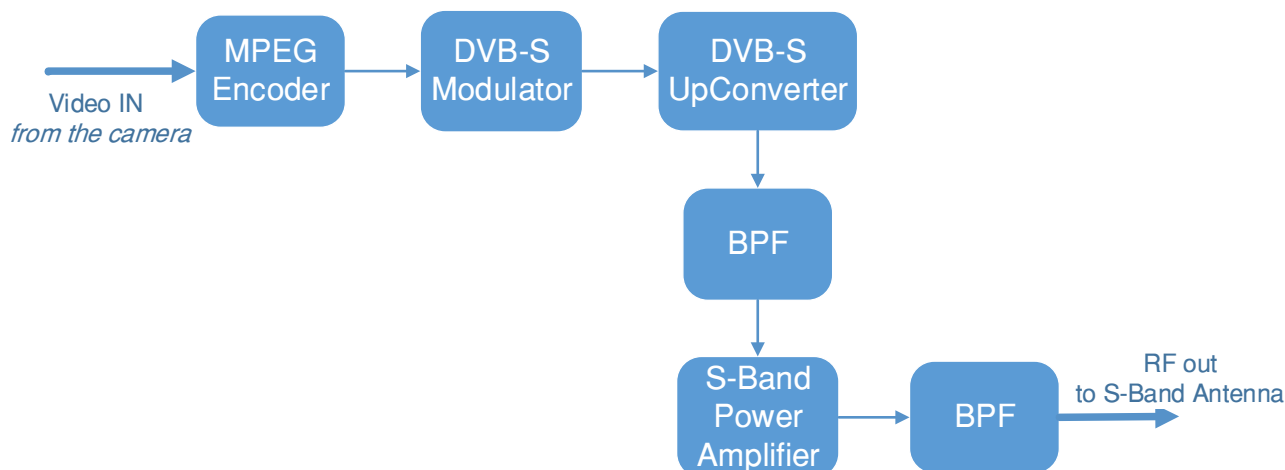 Video IN
from the camera
MPEG
Encoder
DVB-S
Modulator
DVB-S
UpConverter
BPF
S-Band
Power
Amplifier
BPF
RF out
to S-Band Antenna